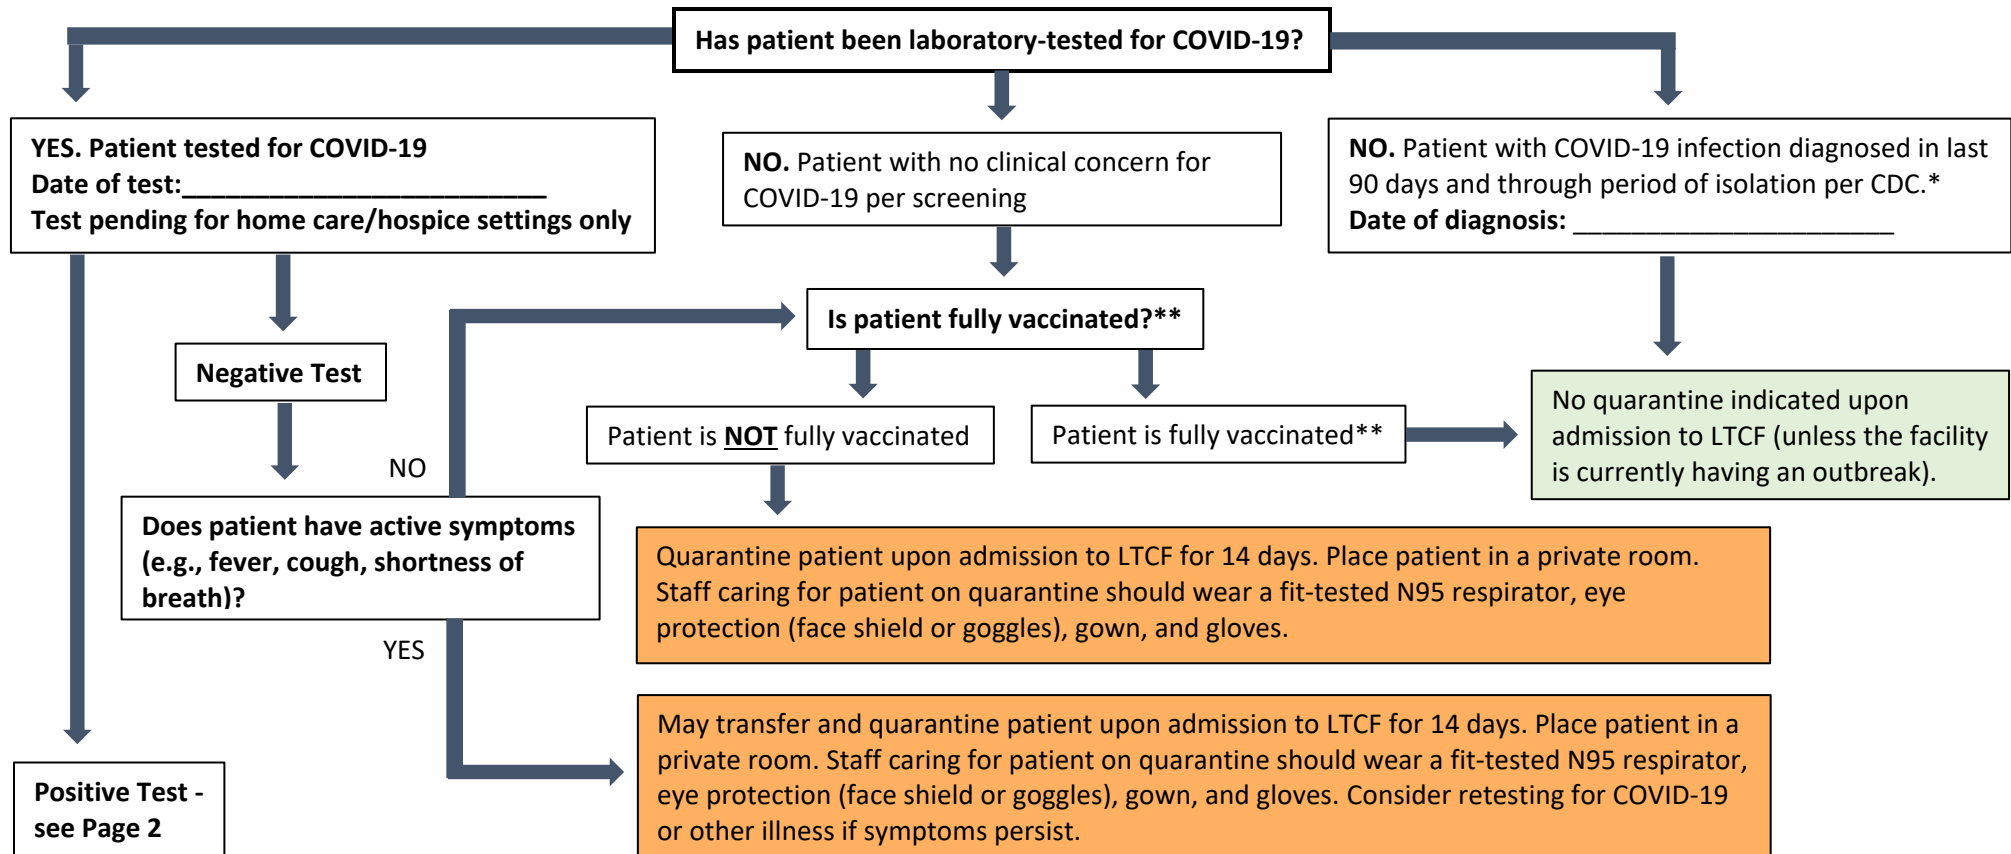 Has patient been laboratory-tested for COVID-19?
YES. Patient tested for COVID-19
Date of test:________________________
Test pending for home care/hospice settings only
NO. Patient with no clinical concern for
COVID-19 per screening
NO. Patient with COVID-19 infection diagnosed in last
90 days and through period of isolation per CDC.*
Date of diagnosis: _____________________
Is patient fully vaccinated?**
Negative Test
Patient is NOT fully vaccinated
Patient is fully vaccinated**
No quarantine indicated upon
admission to LTCF (unless the facility
is currently having an outbreak).
NO
Does patient have active symptoms
(e.g., fever, cough, shortness of
breath)?
YES
Quarantine patient upon admission to LTCF for 14 days. Place patient in a private room.
Staff caring for patient on quarantine should wear a fit-tested N95 respirator, eye
protection (face shield or goggles), gown, and gloves.
May transfer and quarantine patient upon admission to LTCF for 14 days. Place patient in a
private room. Staff caring for patient on quarantine should wear a fit-tested N95 respirator,
eye protection (face shield or goggles), gown, and gloves. Consider retesting for COVID-19
or other illness if symptoms persist.
Positive Test -
see Page 2